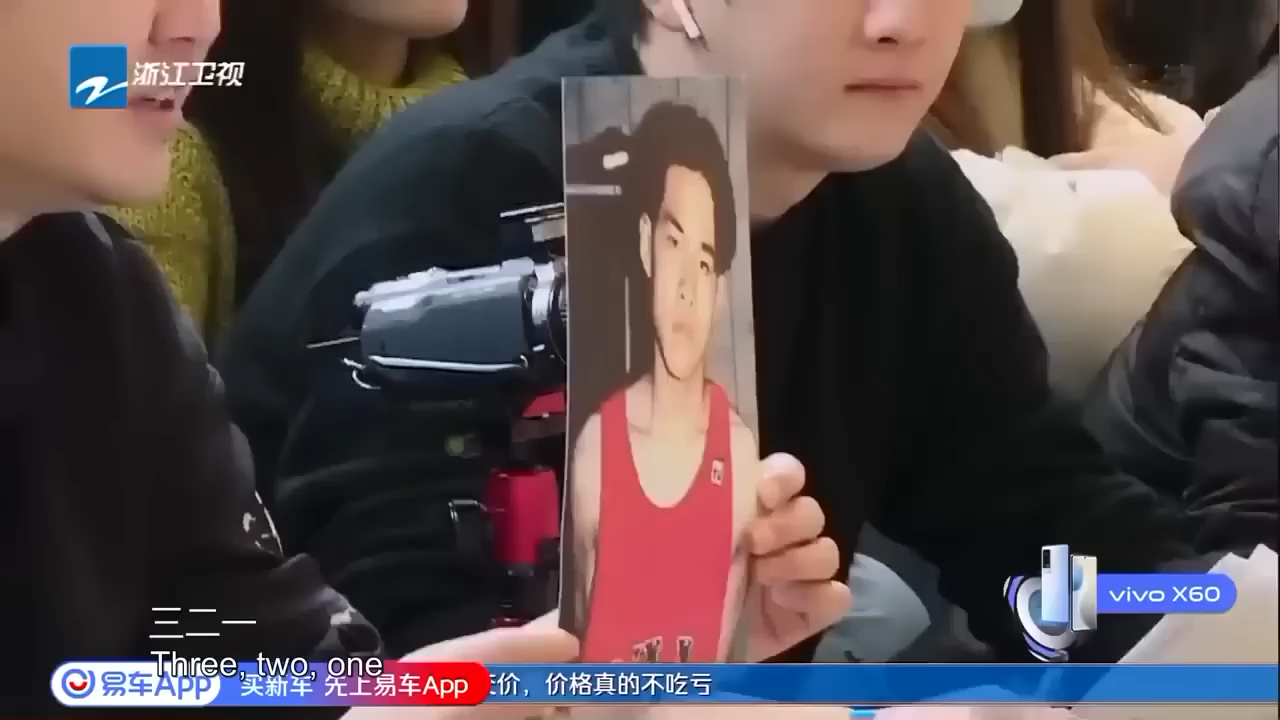 浙江卫视
vivo X60
三二一
Three, two, one
易车App 买新车 先上易车App 价，价格真的不吃亏